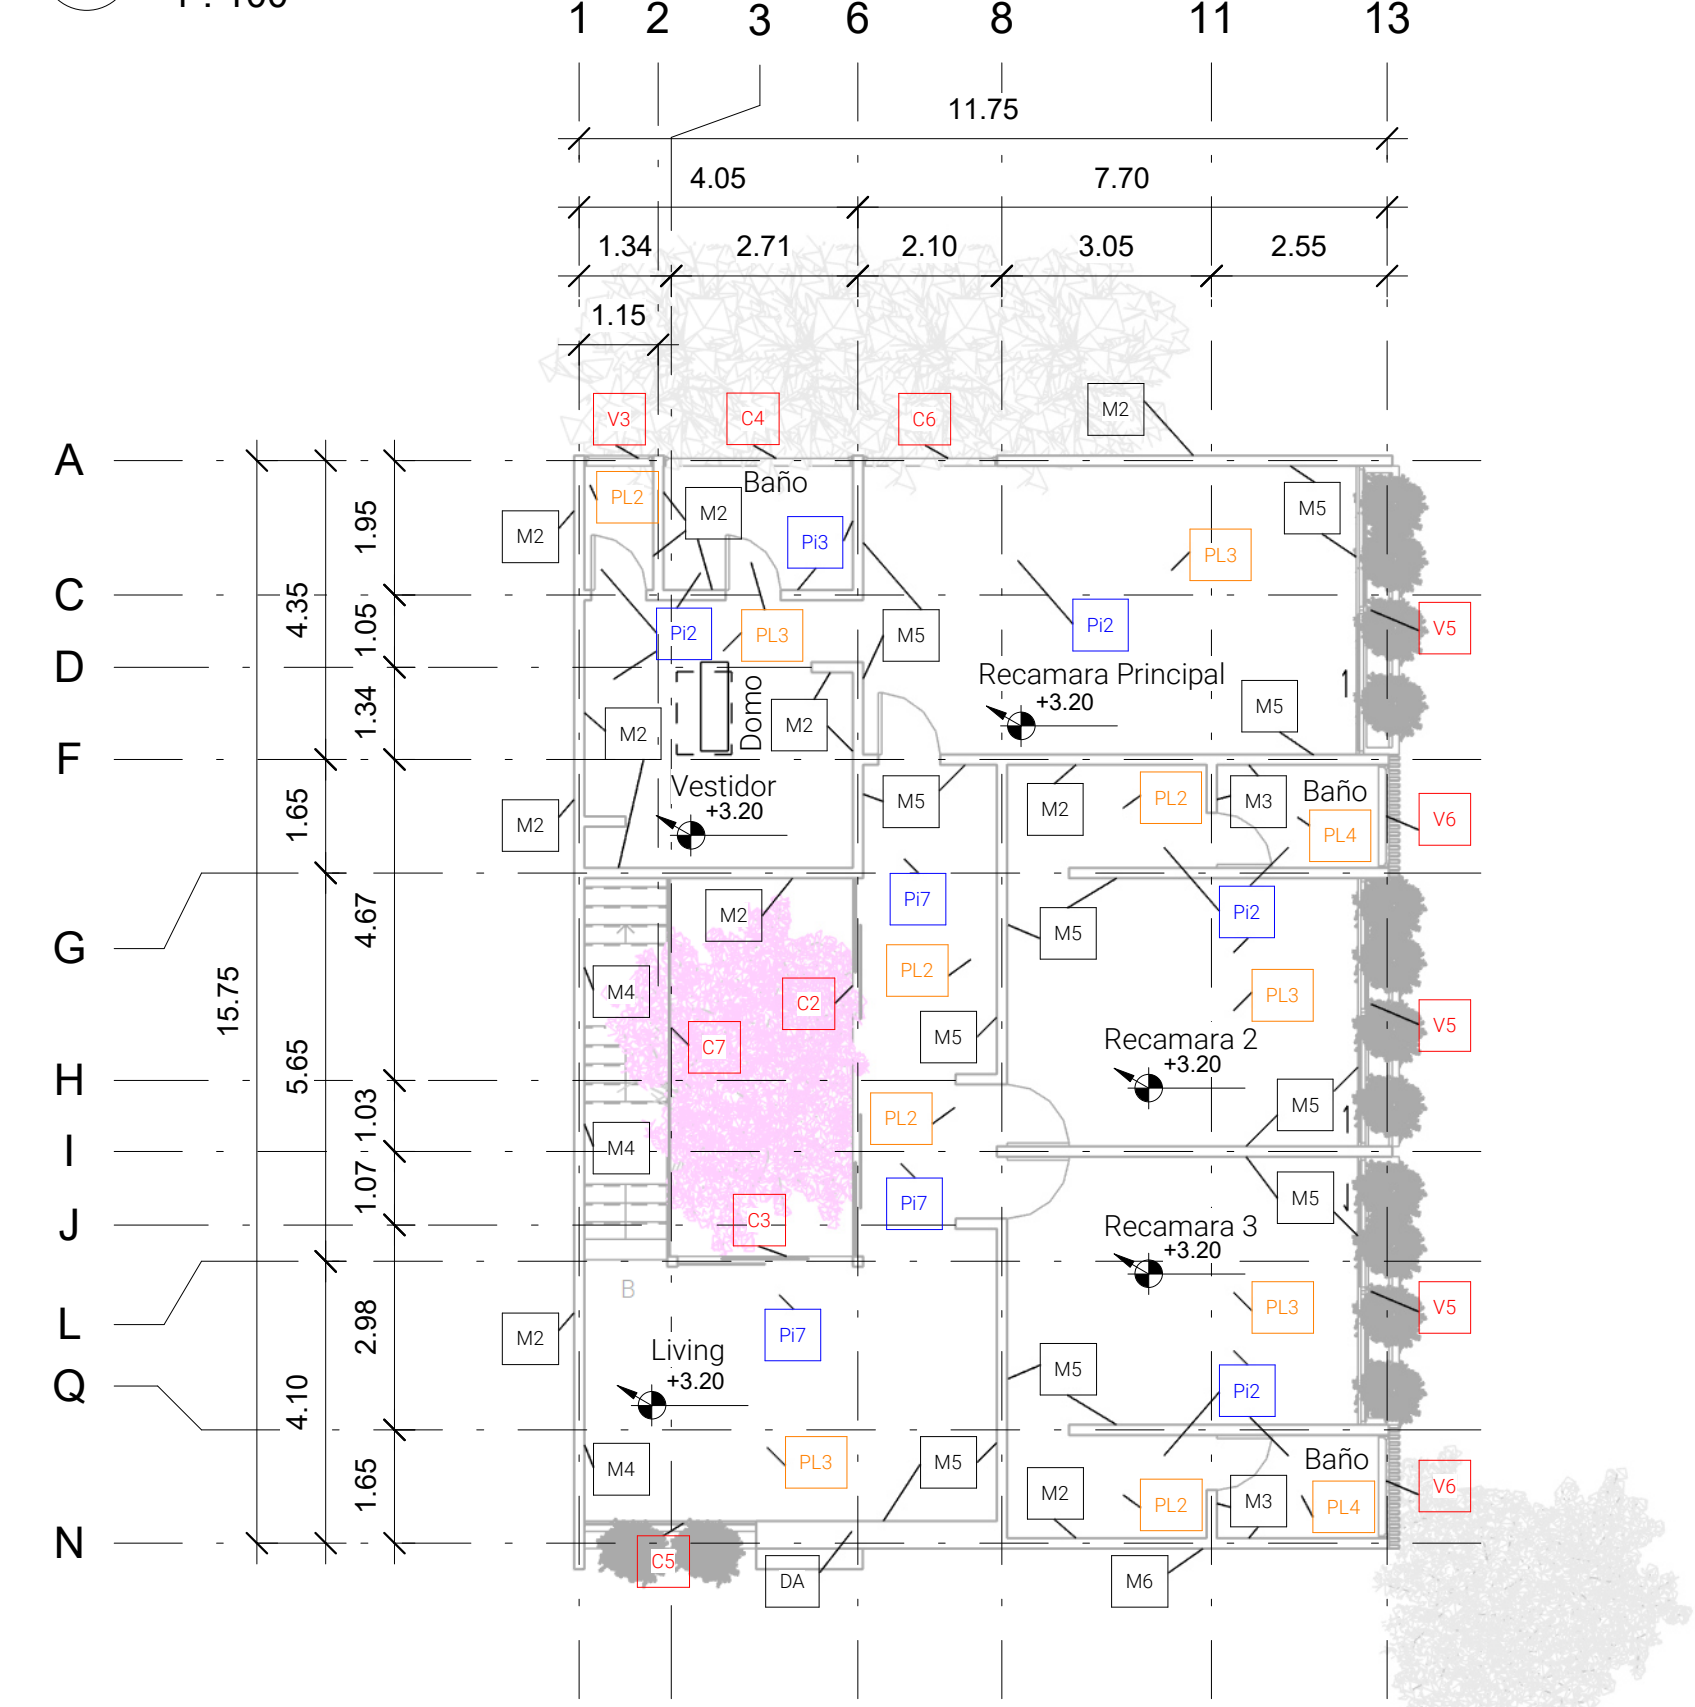 1 2 3 6 8 11 13
11.75
4.05 7.70
1.34 2.71 2.10 3.05 2.55
1.15
V3 C4 C6 M2
A
Baño
PL2 M2 M5
1.95 M2 Pi3 PL3
C
4.35 1.05 Pi2 PL3 M5 Pi2 V5
D
Recamara Principal
+3.20
1.34 M2 Domo M2 M5 1
F
Vestidor
+3.20
1.65 M2 M5 M2 PL2 M3 Baño V6
PL4
G
4.67 M2 Pi7 M5 Pi2
15.75 M4 C2 PL2 PL3
C7 M5 Recamara 2 V5
+3.20
H
5.65 1.03 PL2 M5 1
I
M4
1.07 C3 Pi7 M5 1
J
Recamara 3
+3.20
B
L
2.98 M2 Pi7 PL3 V5
Living
+3.20
Q
4.10 M5 Pi2
1.65 M4 PL3 M5 Baño
M2 PL2 M3 PL4 V6
N
C5 DA M6